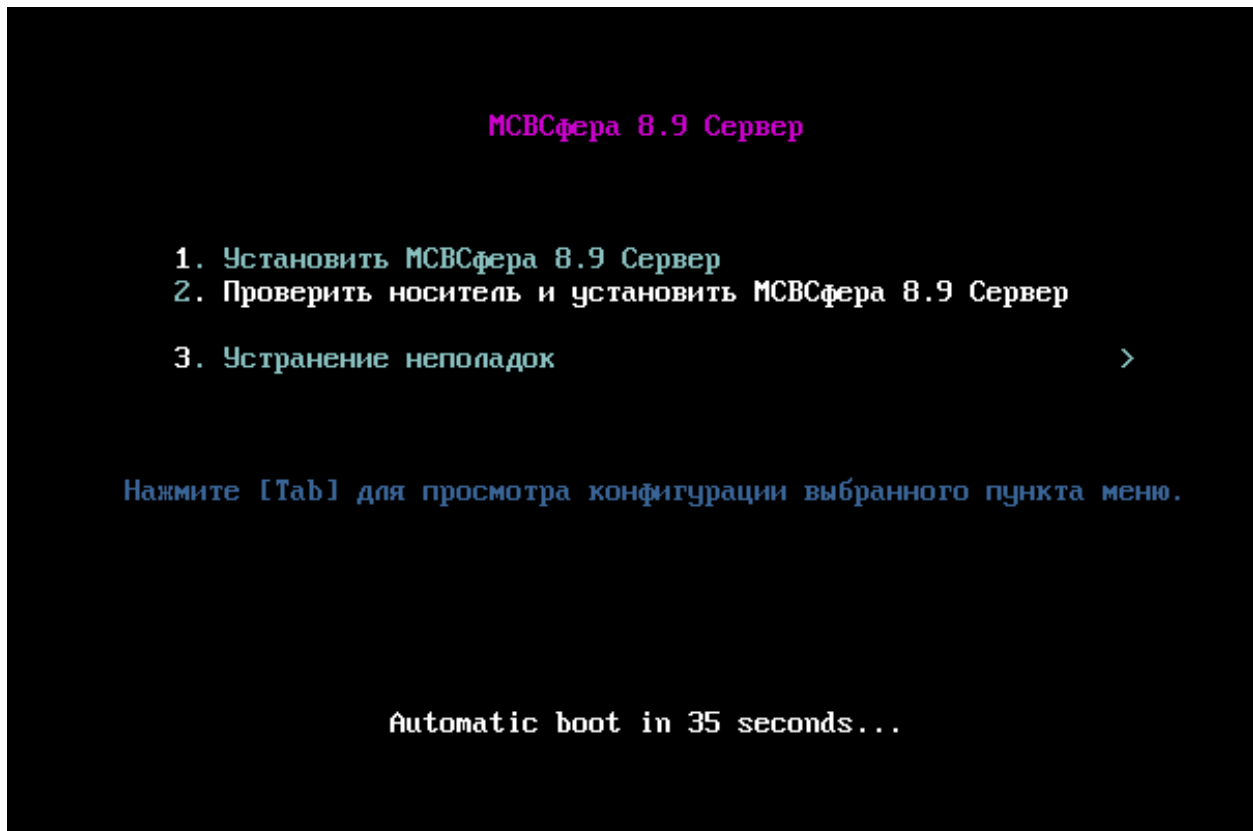 МСВСфера 8.9 Сервер
1. Установить МСВСфера 8.9 Сервер
2. Проверить носитель и установить МСВСфера 8.9 Сервер
3. Устранение неполадок >
Нажмите [Tab] для просмотра конфигурации выбранного пункта меню.
Automatic boot in 35 seconds...